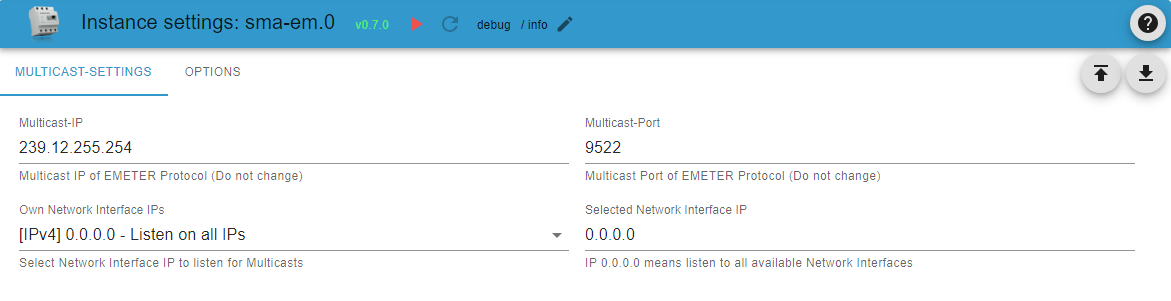 Instance settings: sma-em.0 v0.7.0 debug / info
MULTICAST-SETTINGS OPTIONS
Multicast-IP Multicast-Port
239.12.255.254 9522
Multicast IP of EMETER Protocol (Do not change) Multicast Port of EMETER Protocol (Do not change)
Own Network Interface IPs Selected Network Interface IP
[IPv4] 0.0.0.0 - Listen on all IPs 0.0.0.0
Select Network Interface IP to listen for Multicasts IP 0.0.0.0 means listen to all available Network Interfaces